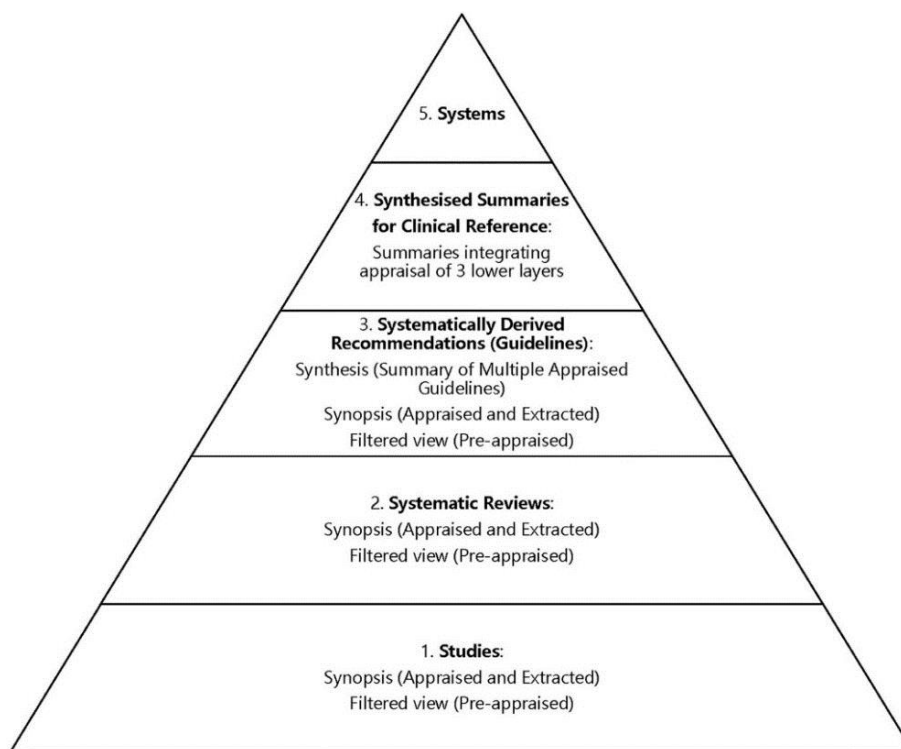 5. Systems
4. Synthesised Summaries
for Clinical Reference:
Summaries integrating
appraisal of 3 lower layers
3. Systematically Derived
Recommendations (Guidelines):
Synthesis (Summary of Multiple Appraised
Guidelines)
Synopsis (Appraised and Extracted)
Filtered view (Pre-appraised)
2. Systematic Reviews:
Synopsis (Appraised and Extracted)
Filtered view (Pre-appraised)
1. Studies:
Synopsis (Appraised and Extracted)
Filtered view (Pre-appraised)